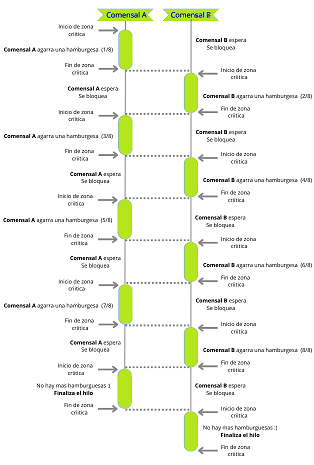 Comensal A
Comensal B
Inicio de zona
crítica
Comensal B espera
Se bloquea
Comensal A agarra una hamburgesa (1/8)
Fin de zona
crítica
Inicio de zona
crítica
Comensal A espera
Se bloquea
Comensal B agarra una hamburguesa (2/8)
Inicio de zona
crítica
Fin de zona
crítica
Comensal B espera
Se bloquea
Comensal A agarra una hamburguesa (3/8)
Fin de zona
crítica
Inicio de zona
crítica
Comensal A espera
Se bloquea
Comensal B agarra una hamburguesa (4/8)
Inicio de zona
crítica
Fin de zona
crítica
Comensal B espera
Se bloquea
Comensal A agarra una hamburguesa (5/8)
Fin de zona
crítica
Inicio de zona
crítica
Comensal A espera
Se bloquea
Comensal B agarra una hamburguesa (6/8)
Inicio de zona
crítica
Fin de zona
crítica
Comensal B espera
Se bloquea
Comensal A agarra una hamburguesa (7/8)
Fin de zona
crítica
Inicio de zona
crítica
Comensal A espera
Se bloquea
Comensal B agarra una hamburguesa (8/8)
Inicio de zona
crítica
Fin de zona
crítica
No hay mas hamburguesas :(
Finaliza el hilo
Comensal B espera
Se bloquea
Fin de zona
crítica
Inicio de zona
crítica
No hay mas hamburguesas :(
Finaliza el hilo
Fin de zona
crítica